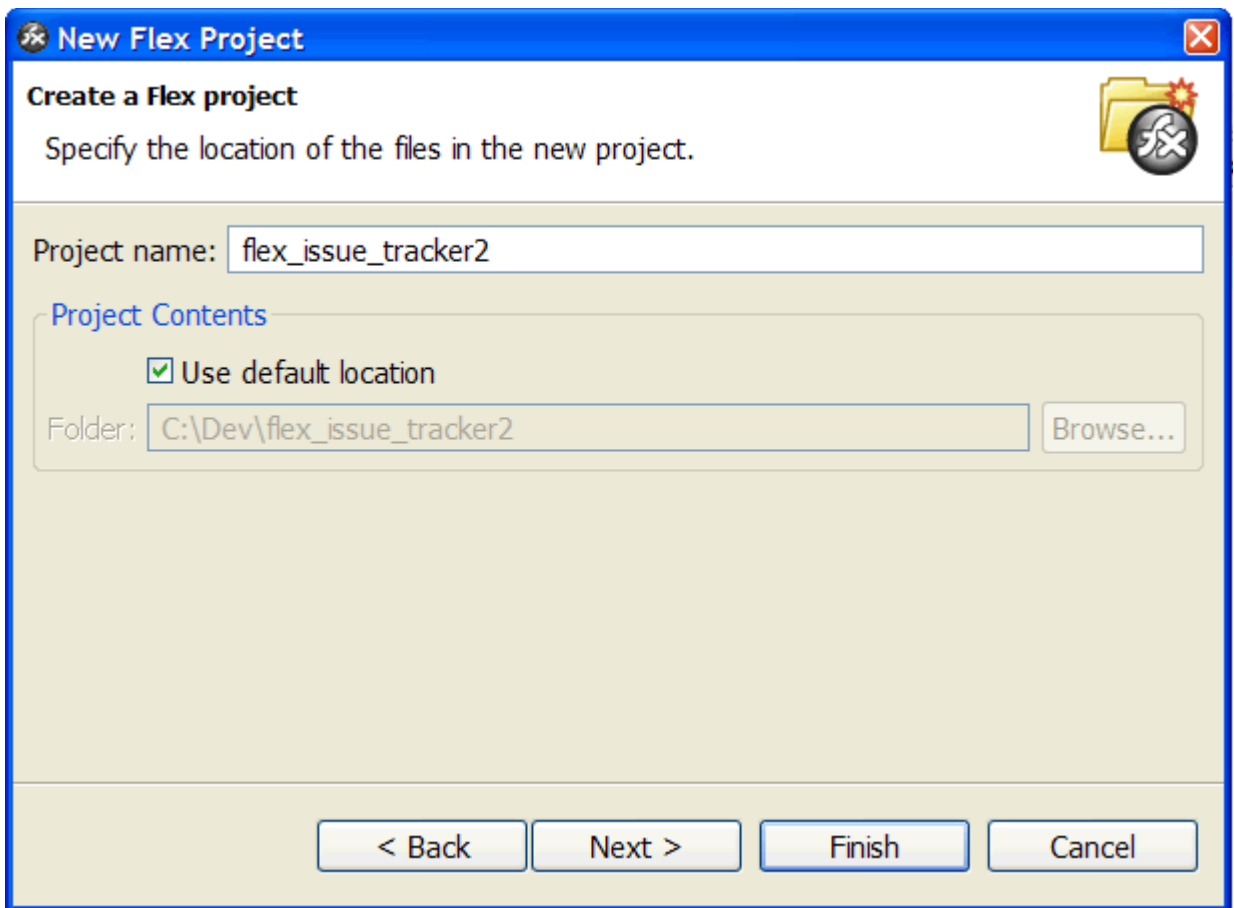 New Flex Project
Create a Flex project
Specify the location of the files in the new project.
Project name: flex_issue_tracker2
Project Contents
Use default location
Folder: C:\Dev\flex_issue_tracker2 Browse...
< Back Next > Finish Cancel